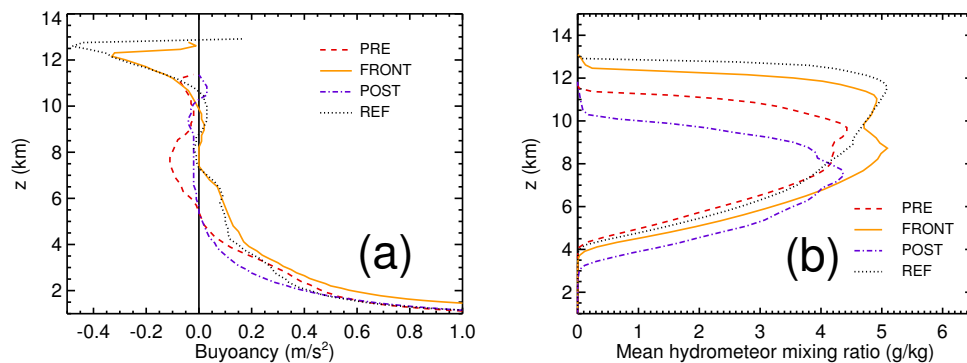 14
12
10
8
6
4
2
z (km)
-0.4 -0.2 0.0 0.2 0.4 0.6 0.8 1.0
Buyoancy (m/s²)
PRE
FRONT
POST
REF
(a)
14
12
10
8
6
4
2
z (km)
0 1 2 3 4 5 6
Mean hydrometeor mixing ratio (g/kg)
PRE
FRONT
POST
REF
(b)